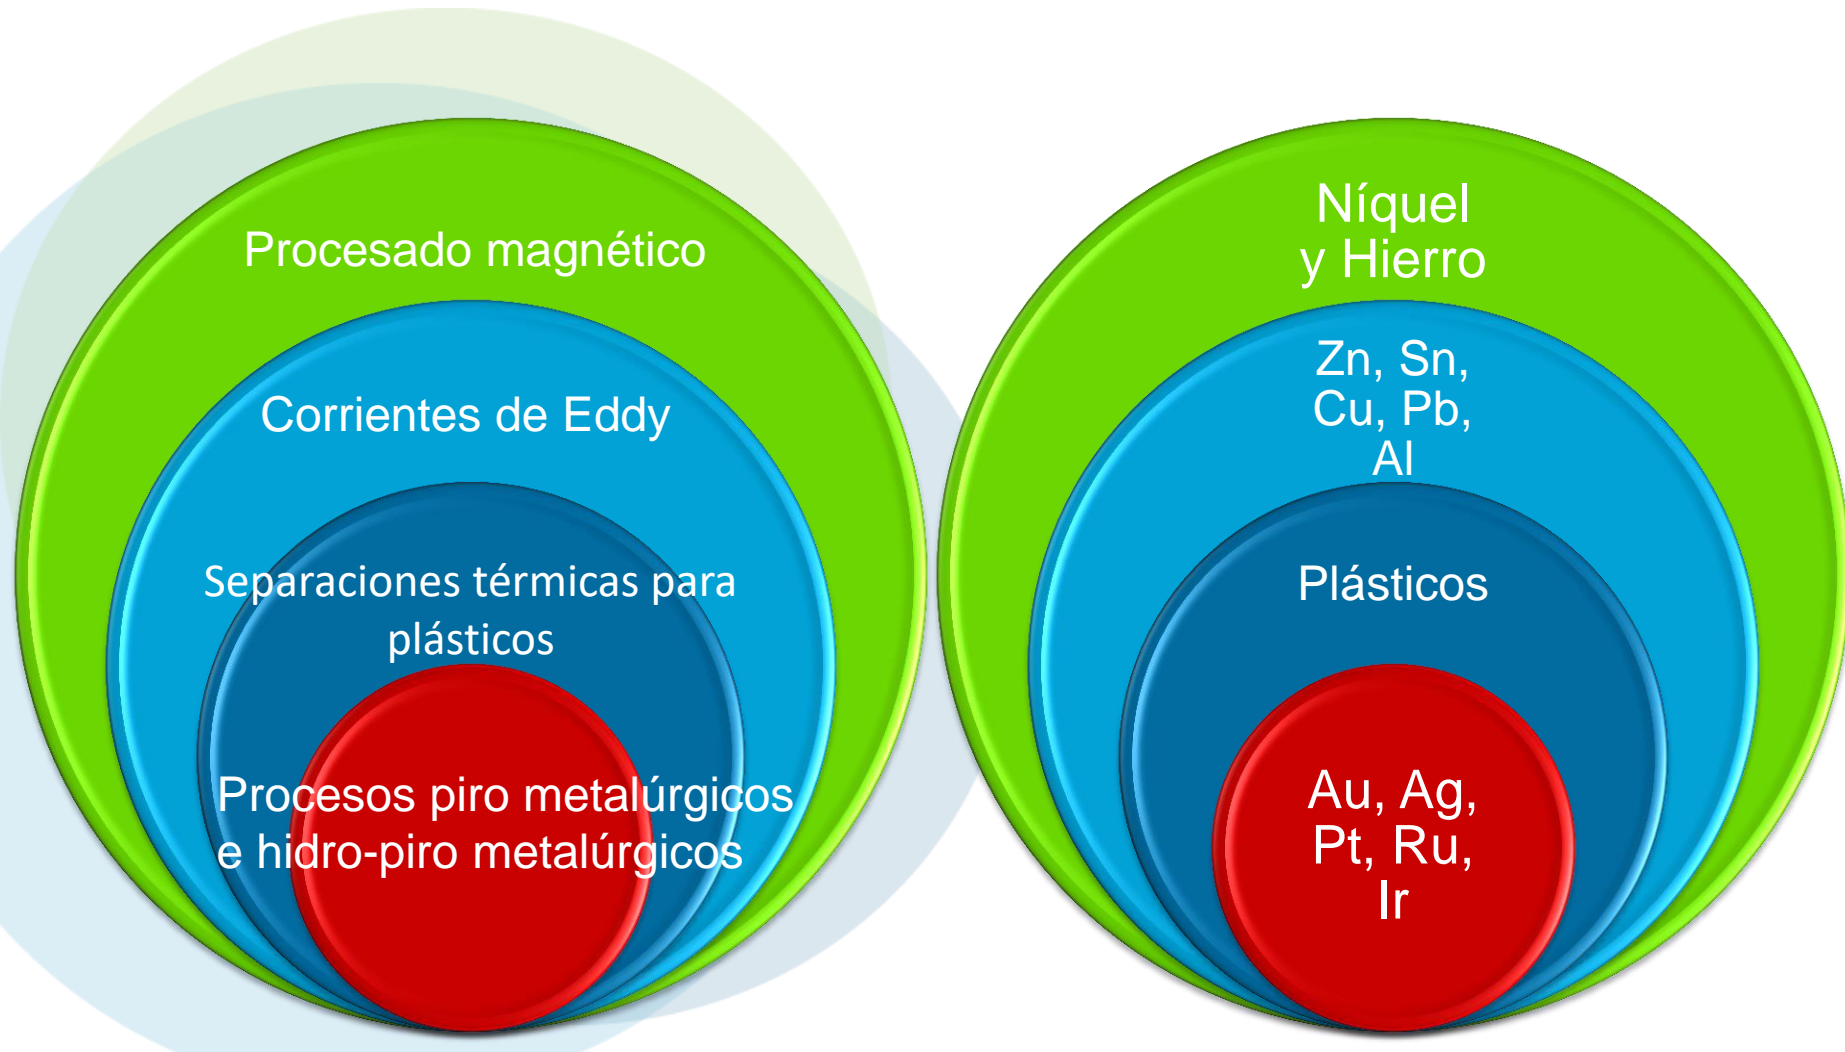 Procesado magnético
Corrientes de Eddy
Separaciones térmicas para
plásticos
Procesos piro metalúrgicos
e hidro-piro metalúrgicos
Níquel
y Hierro
Zn, Sn,
Cu, Pb,
Al
Plásticos
Au, Ag,
Pt, Ru,
Ir